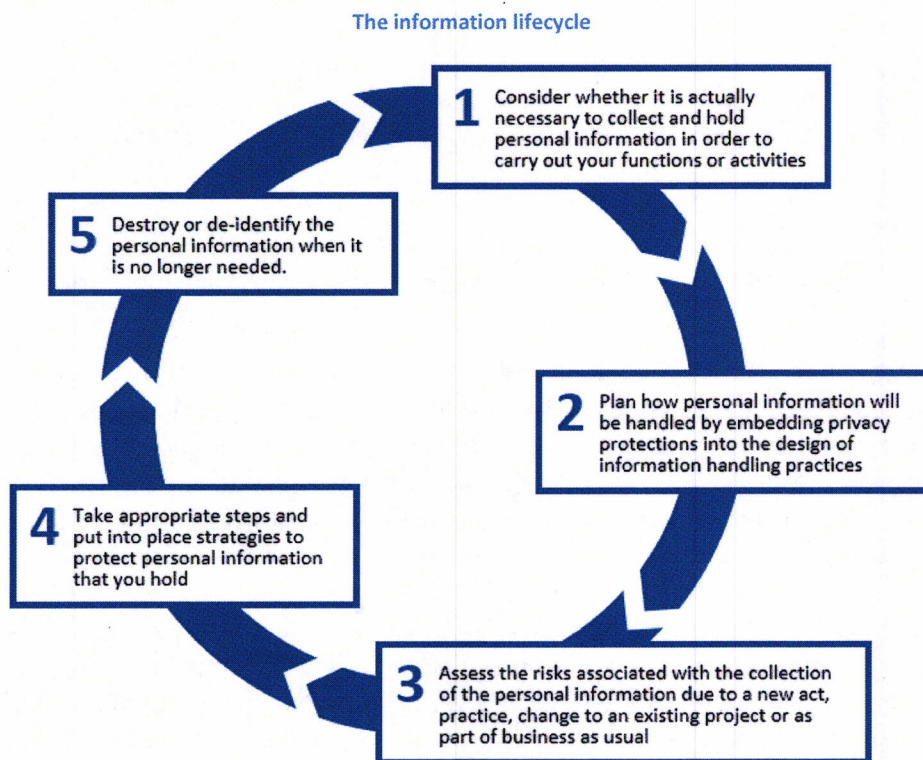 The information lifecycle
1 Consider whether it is actually
necessary to collect and hold
personal information in order to
carry out your functions or activities
2 Plan how personal information will
be handled by embedding privacy
protections into the design of
information handling practices
3 Assess the risks associated with the collection
of the personal information due to a new act,
practice, change to an existing project or as
part of business as usual
4 Take appropriate steps and
put into place strategies to
protect personal information
that you hold
5 Destroy or de-identify the
personal information when it
is no longer needed.